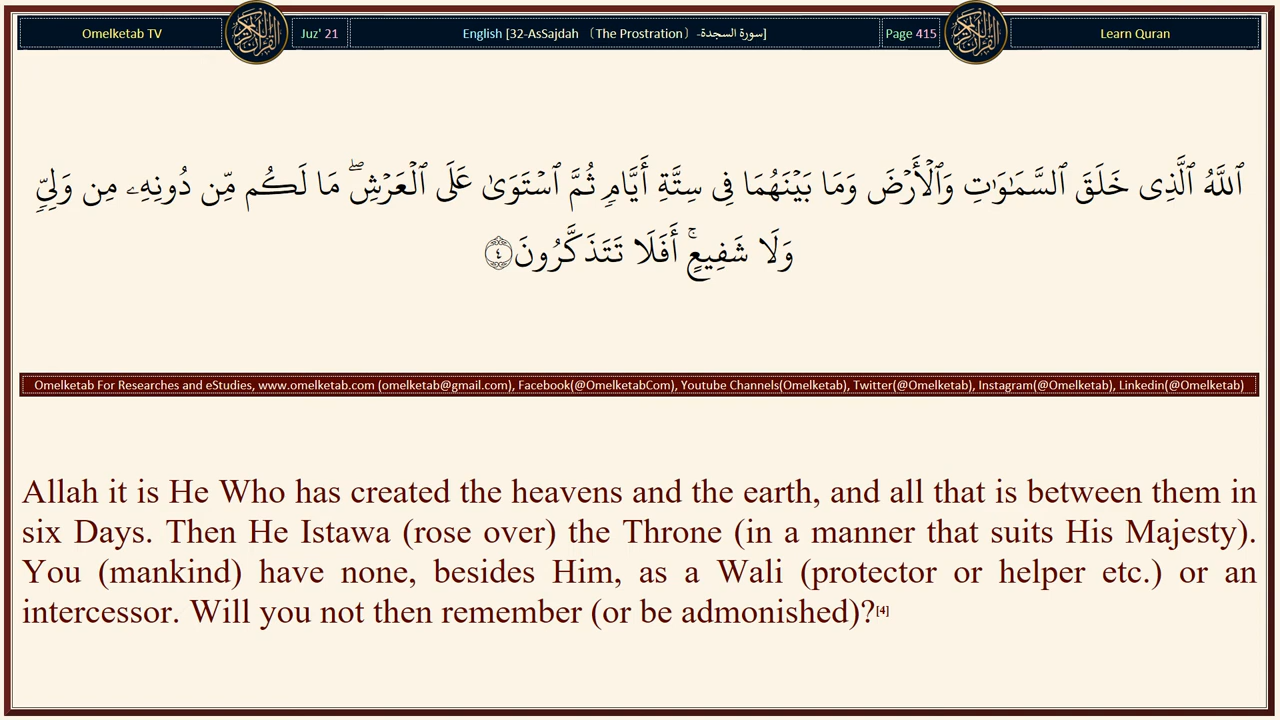 Omelketab TV
Juz' 21
English [32-AsSajdah (The Prostration) -سورة السجدة]
Page 415
Learn Quran
ٱللَّهُ ٱلَّذِى خَلَقَ ٱلسَّمَـٰوَٰتِ وَٱلْأَرْضَ وَمَا بَيْنَهُمَا فِى سِتَّةِ أَيَّامٍ ثُمَّ ٱسْتَوَىٰ عَلَى ٱلْعَرْشِ ۖ مَا لَكُم مِّن دُونِهِۦ مِن وَلِىٍّ
وَلَا شَفِيعٍ ۚ أَفَلَا تَتَذَكَّرُونَ ٤
Omelketab For Researches and eStudies, www.omelketab.com (omelketab@gmail.com), Facebook(@OmelketabCom), Youtube Channels(Omelketab), Twitter(@Omelketab), Instagram(@Omelketab), Linkedin(@Omelketab)
Allah it is He Who has created the heavens and the earth, and all that is between them in
six Days. Then He Istawa (rose over) the Throne (in a manner that suits His Majesty).
You (mankind) have none, besides Him, as a Wali (protector or helper etc.) or an
intercessor. Will you not then remember (or be admonished)?[4]